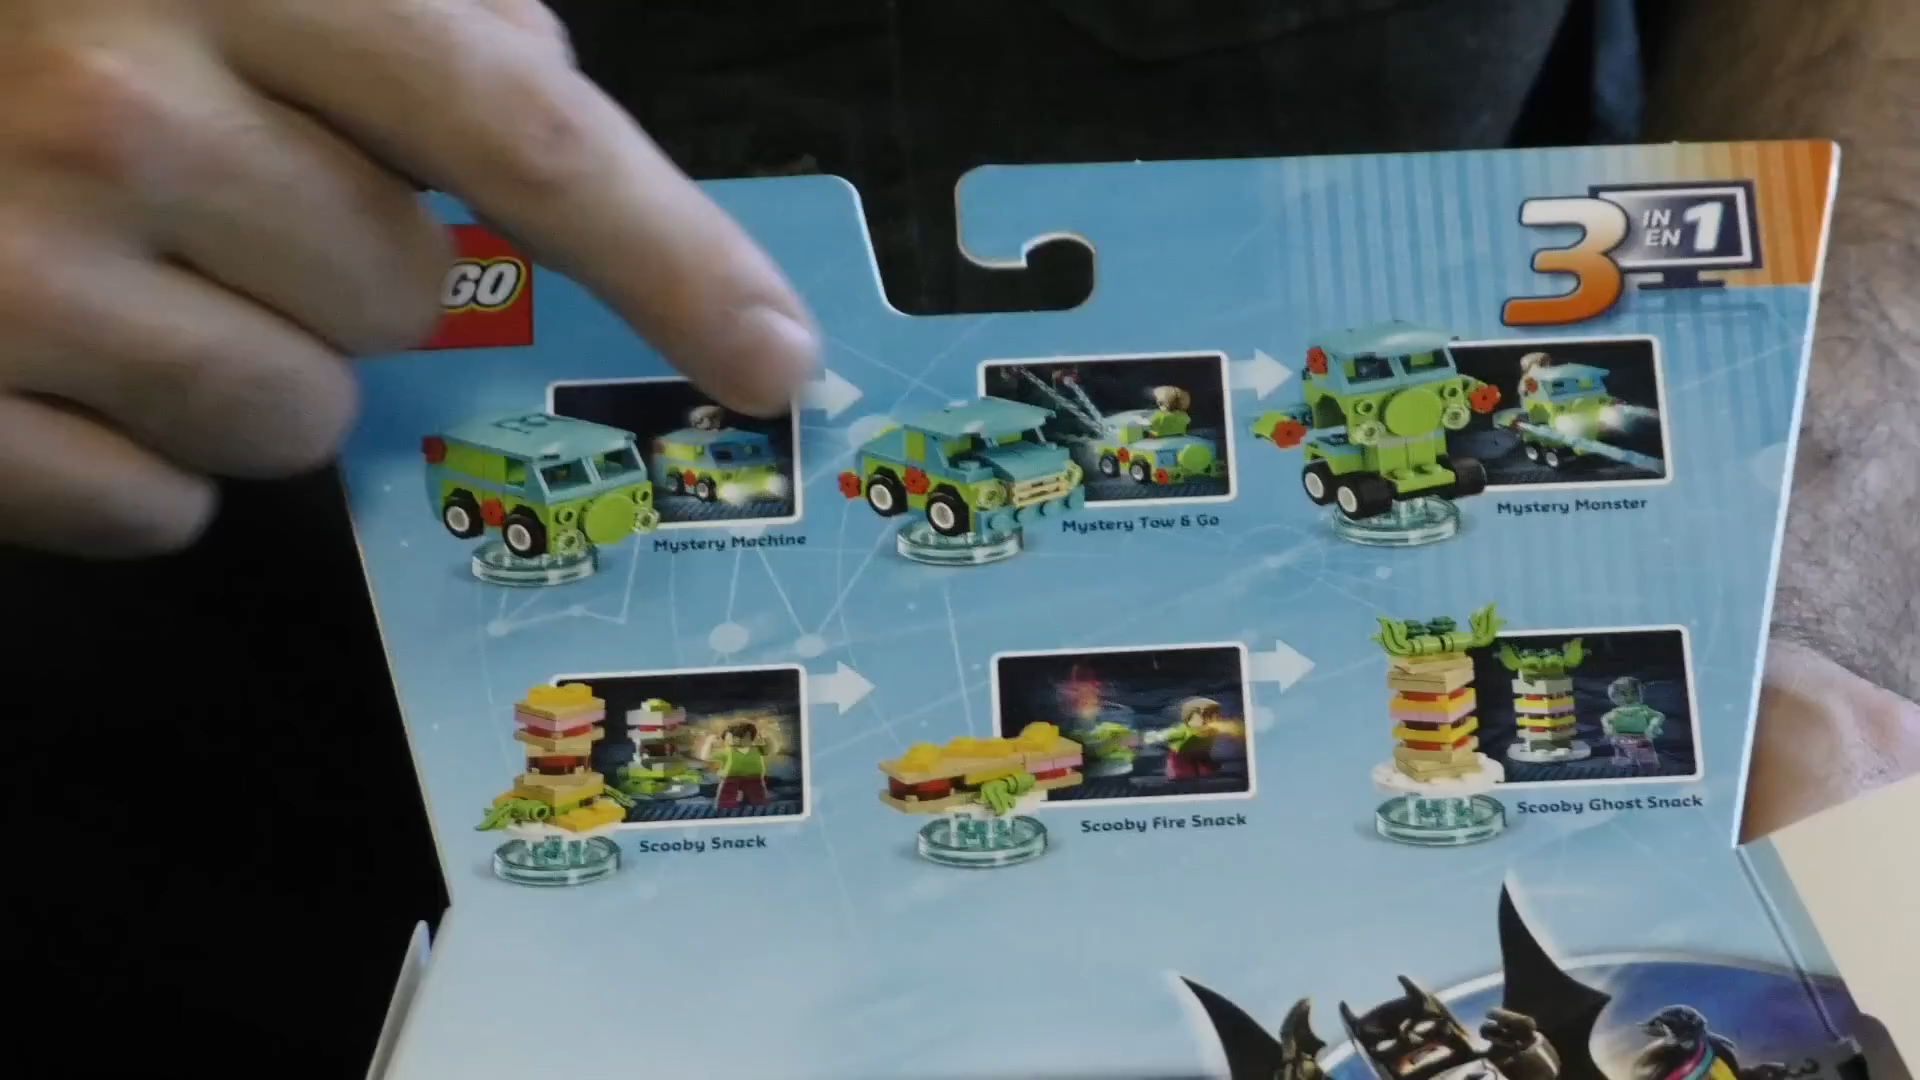 GO
3 IN EN 1
Mystery Machine
Mystery Tow & Go
Mystery Monster
Scooby Snack
Scooby Fire Snack
Scooby Ghost Snack